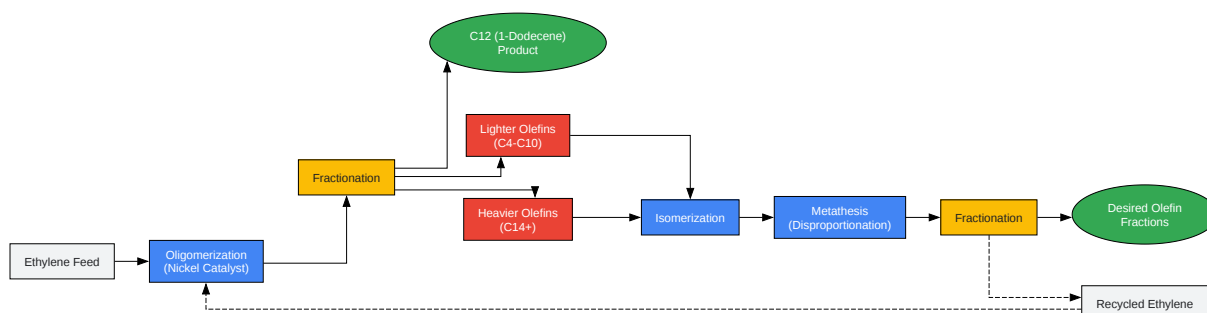 C12 (1-Dodecene)
Product
Lighter Olefins
(C4-C10)
Fractionation
Heavier Olefins
(C14+)
Isomerization
Metathesis
(Disproportionation)
Fractionation
Desired Olefin
Fractions
Ethylene Feed
Oligomerization
(Nickel Catalyst)
Recycled Ethylene